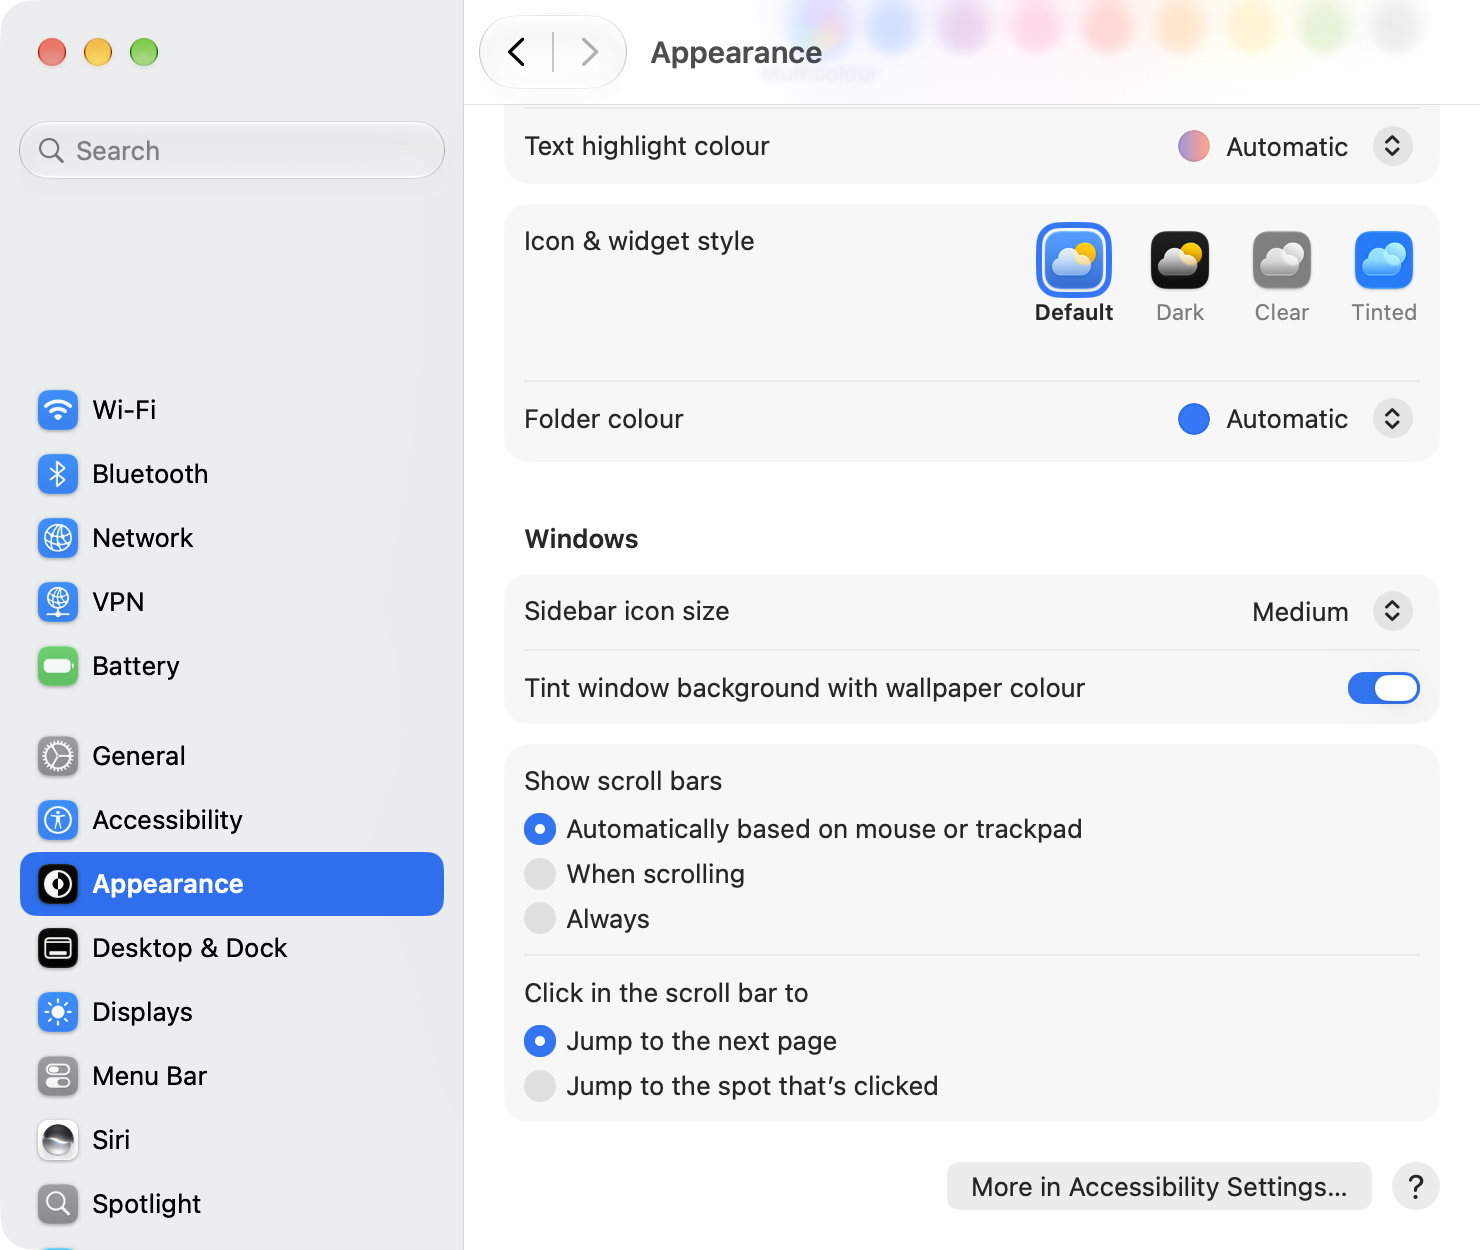 Appearance
Multicolour
Search
Text highlight colour
Automatic
Icon & widget style
Default
Dark
Clear
Tinted
Folder colour
Automatic
Windows
Sidebar icon size
Medium
Tint window background with wallpaper colour
Show scroll bars
Automatically based on mouse or trackpad
When scrolling
Always
Click in the scroll bar to
Jump to the next page
Jump to the spot that’s clicked
More in Accessibility Settings...
?
Wi-Fi
Bluetooth
Network
VPN
Battery
General
Accessibility
Appearance
Desktop & Dock
Displays
Menu Bar
Siri
Spotlight